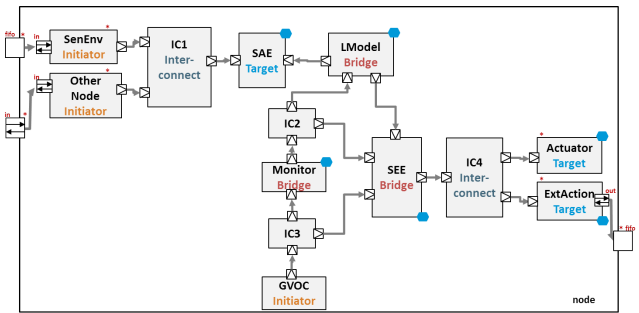 fifo
*
in
SenEnv
*
Initiator
in
Other
Node
*
Initiator
in
*
IC1
Inter-
connect
SAE
Target
LModel
Bridge
IC2
Monitor
Bridge
IC3
GVOC
Initiator
SEE
Bridge
IC4
Inter-
connect
*
Actuator
Target
*
ExtAction
Target
out
* fifo
node